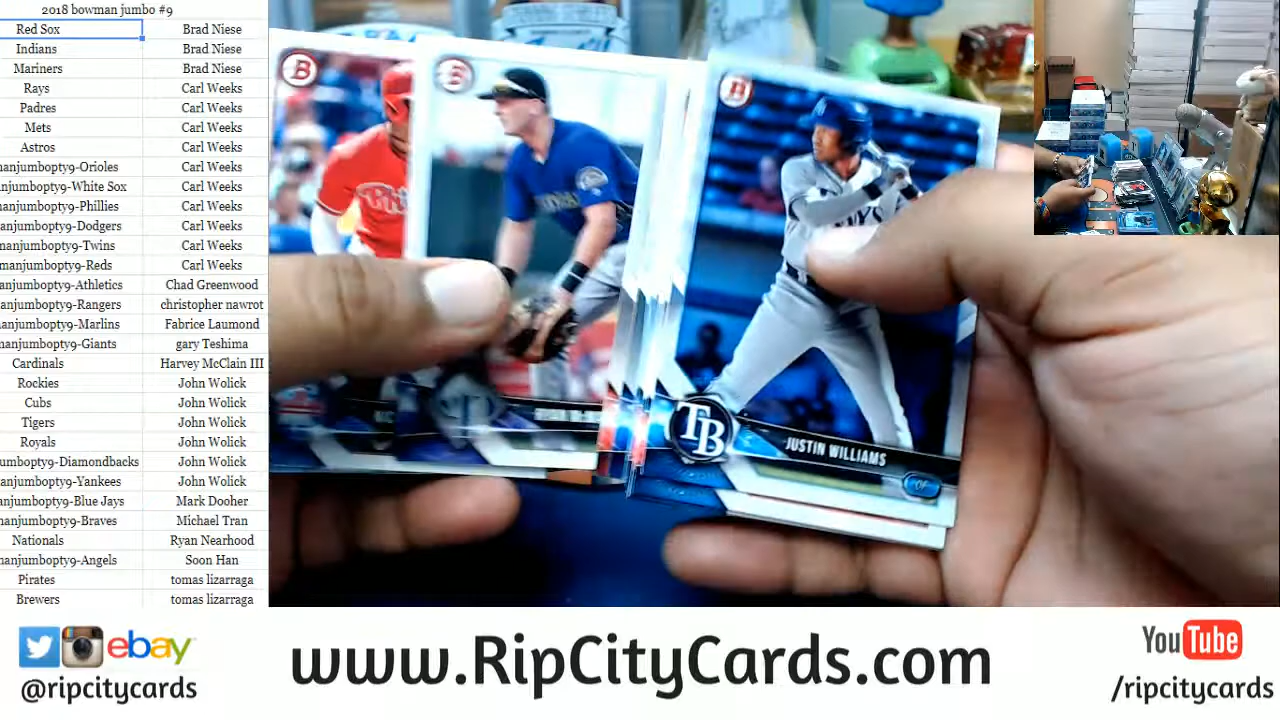 2018 bowman jumbo #9
Red Sox Brad Niese
Indians Brad Niese
Mariners Brad Niese
Rays Carl Weeks
Padres Carl Weeks
Mets Carl Weeks
Astros Carl Weeks
manjumbopty9-Orioles Carl Weeks
anjumbopty9-White Sox Carl Weeks
manjumbopty9-Phillies Carl Weeks
manjumbopty9-Dodgers Carl Weeks
manjumbopty9-Twins Carl Weeks
manjumbopty9-Reds Carl Weeks
manjumbopty9-Athletics Chad Greenwood
manjumbopty9-Rangers christopher nawrot
manjumbopty9-Marlins Fabrice Laumond
manjumbopty9-Giants gary Teshima
Cardinals Harvey McClain III
Rockies John Wolick
Cubs John Wolick
Tigers John Wolick
Royals John Wolick
umbopty9-Diamondbacks John Wolick
manjumbopty9-Yankees John Wolick
anjumbopty9-Blue Jays Mark Dooher
manjumbopty9-Braves Michael Tran
Nationals Ryan Nearhood
manjumbopty9-Angels Soon Han
Pirates tomas lizarraga
Brewers tomas lizarraga
B
B
B
TB
JUSTIN WILLIAMS
OF
ebay
@ripcitycards
www.RipCityCards.com
YouTube
/ripcitycards